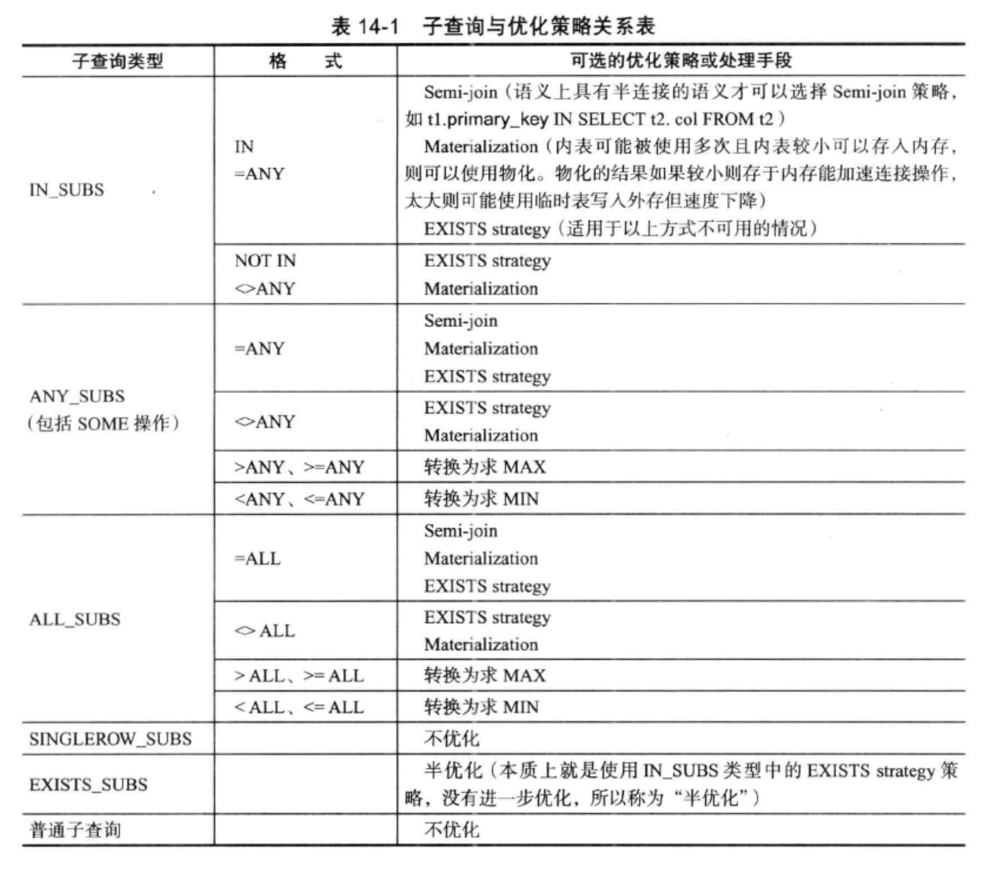 表 14-1 子查询与优化策略关系表
子查询类型 格 式 可选的优化策略或处理手段
IN_SUBS
IN
=ANY
Semi-join（语义上具有半连接的语义才可以选择 Semi-join 策略，
如 t1.primary_key IN SELECT t2. col FROM t2）
Materialization（内表可能被使用多次且内表较小可以存入内存，
则可以使用物化。物化的结果如果较小则存于内存能加速连接操作，
太大则可能使用临时表写入外存但速度下降）
EXISTS strategy（适用于以上方式不可用的情况）
NOT IN
<>ANY
EXISTS strategy
Materialization
ANY_SUBS
（包括 SOME 操作）
=ANY
Semi-join
Materialization
EXISTS strategy
<>ANY
EXISTS strategy
Materialization
>ANY、>=ANY 转换为求 MAX
<ANY、<=ANY 转换为求 MIN
ALL_SUBS
=ALL
Semi-join
Materialization
EXISTS strategy
<> ALL
EXISTS strategy
Materialization
> ALL、>= ALL 转换为求 MAX
< ALL、<= ALL 转换为求 MIN
SINGLEROW_SUBS 不优化
EXISTS_SUBS
半优化（本质上就是使用 IN_SUBS 类型中的 EXISTS strategy 策
略，没有进一步优化，所以称为“半优化”）
普通子查询 不优化